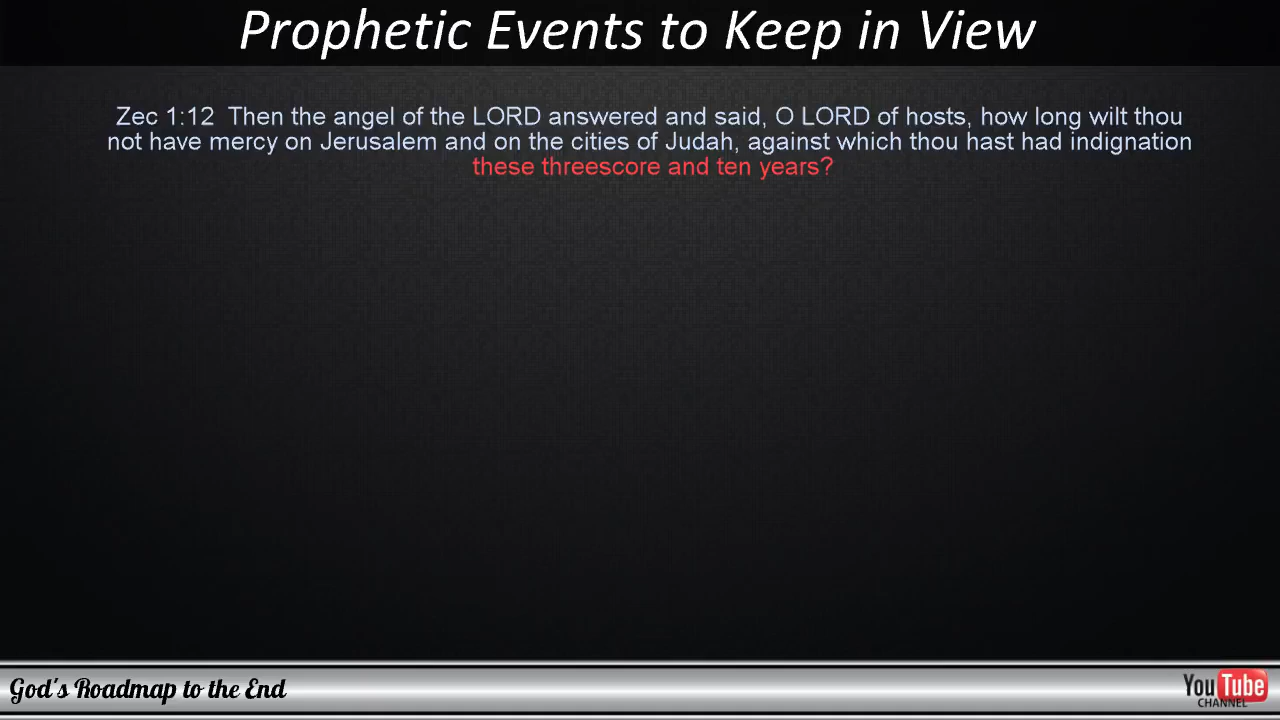 Prophetic Events to Keep in View
Zec 1:12  Then the angel of the LORD answered and said, O LORD of hosts, how long wilt thou
not have mercy on Jerusalem and on the cities of Judah, against which thou hast had indignation
these threescore and ten years?
God's Roadmap to the End
YouTube
CHANNEL